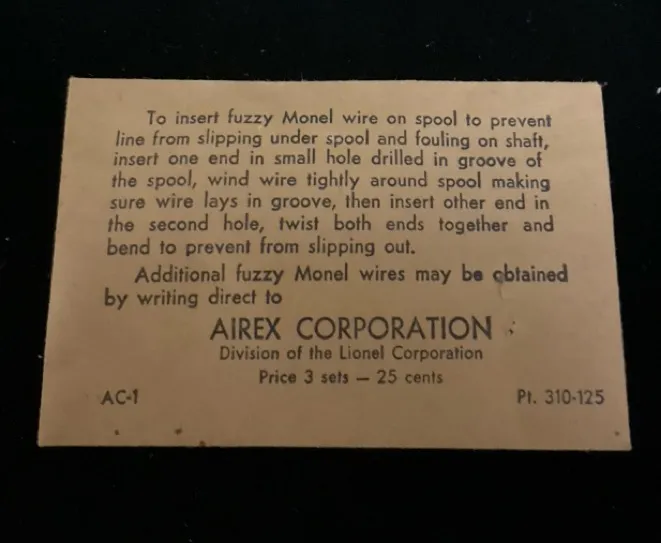 To insert fuzzy Monel wire on spool to prevent
line from slipping under spool and fouling on shaft,
insert one end in small hole drilled in groove of
the spool, wind wire tightly around spool making
sure wire lays in groove, then insert other end in
the second hole, twist both ends together and
bend to prevent from slipping out.
Additional fuzzy Monel wires may be obtained
by writing direct to
AIREX CORPORATION
Division of the Lionel Corporation
Price 3 sets — 25 cents
AC-1 Pt. 310-125